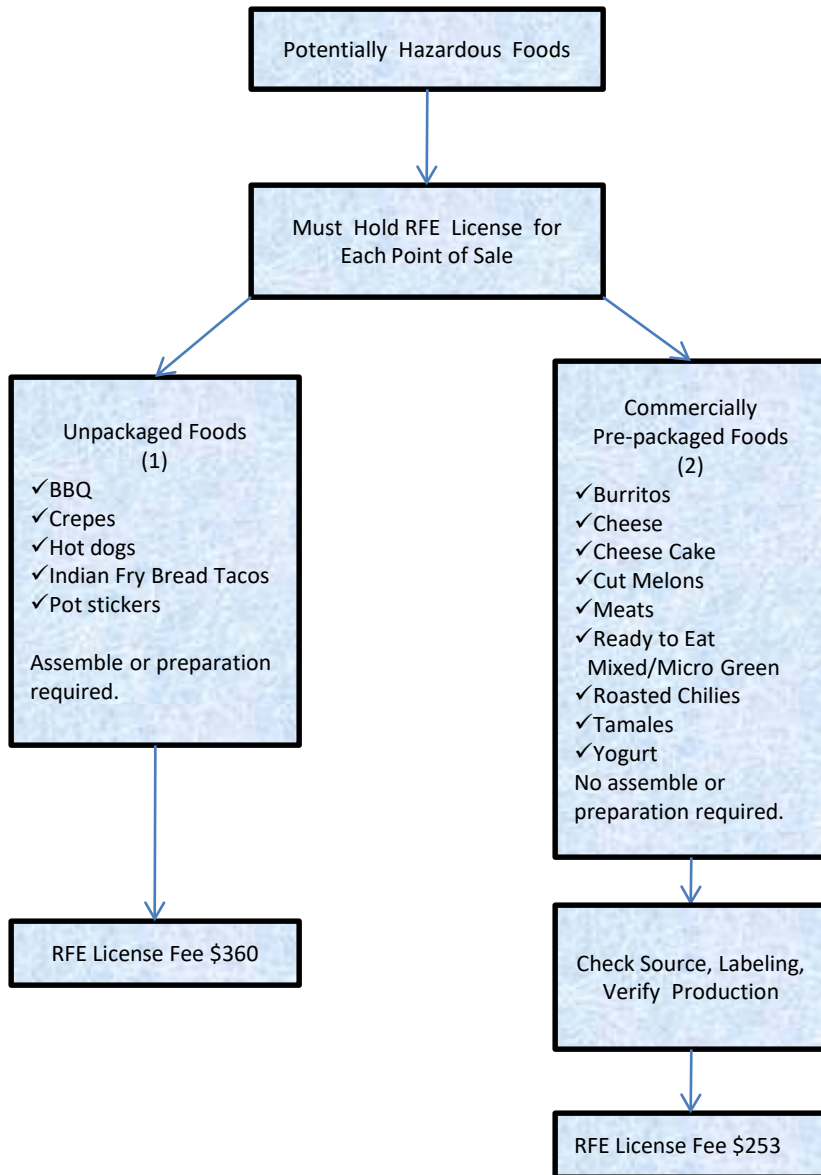 Potentially Hazardous Foods
Must Hold RFE License for
Each Point of Sale
Unpackaged Foods
(1)
✓BBQ
✓Crepes
✓Hot dogs
✓Indian Fry Bread Tacos
✓Pot stickers
Assemble or preparation
required.
RFE License Fee $360
Commercially
Pre-packaged Foods
(2)
✓Burritos
✓Cheese
✓Cheese Cake
✓Cut Melons
✓Meats
✓Ready to Eat
Mixed/Micro Green
✓Roasted Chilies
✓Tamales
✓Yogurt
No assemble or
preparation required.
Check Source, Labeling,
Verify Production
RFE License Fee $253